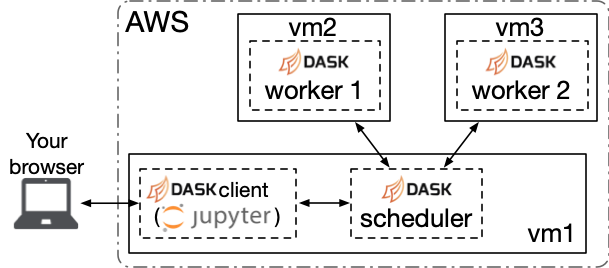 AWS
vm2
DASK
worker 1
vm3
DASK
worker 2
Your
browser
DASK client
(jupyter)
DASK
scheduler
vm1